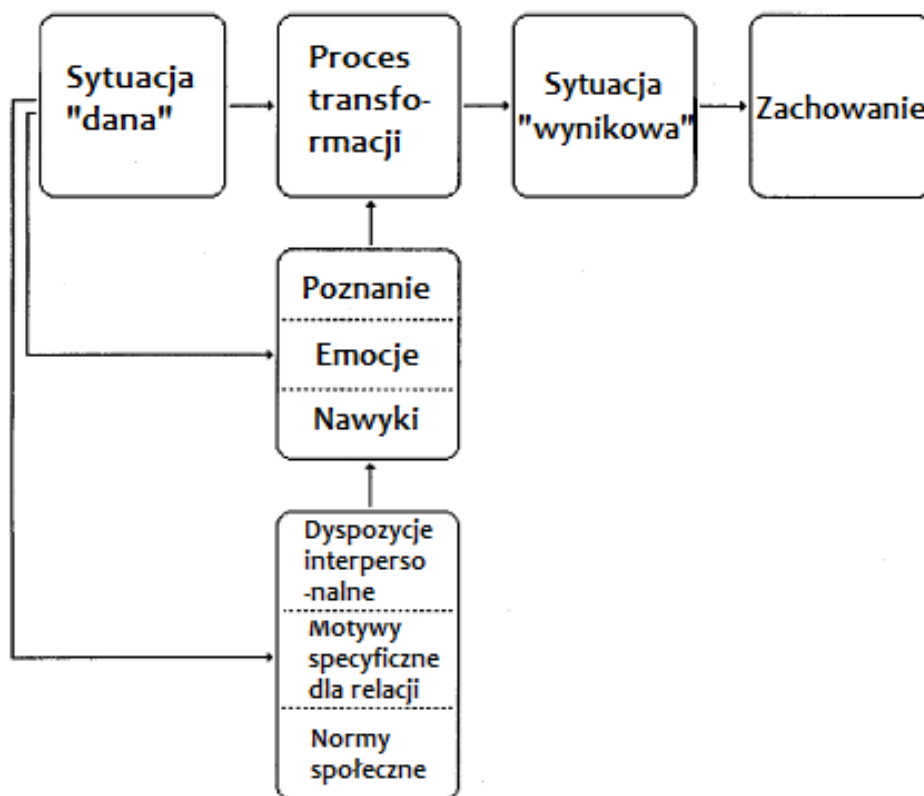 Sytuacja
"dana"
Proces
transfo-
rmacji
Sytuacja
"wynikowa"
Zachowanie
Poznanie
Emocje
Nawyki
Dyspozycje
interperso
-nalne
Motywy
specyficzne
dla relacji
Normy
społeczne